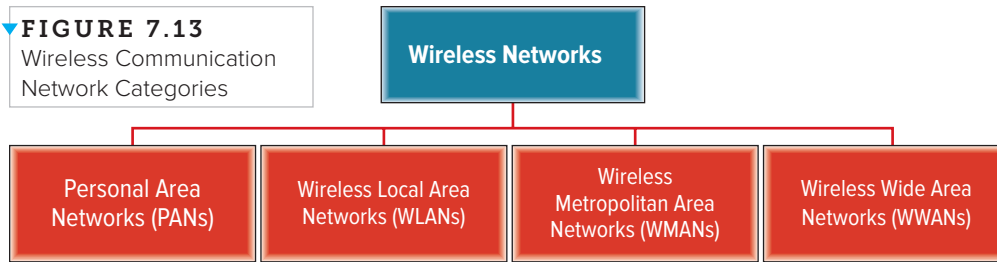 FIGURE 7.13
Wireless Communication
Network Categories
Wireless Networks
Personal Area
Networks (PANs)
Wireless Local Area
Networks (WLANs)
Wireless
Metropolitan Area
Networks (WMANs)
Wireless Wide Area
Networks (WWANs)